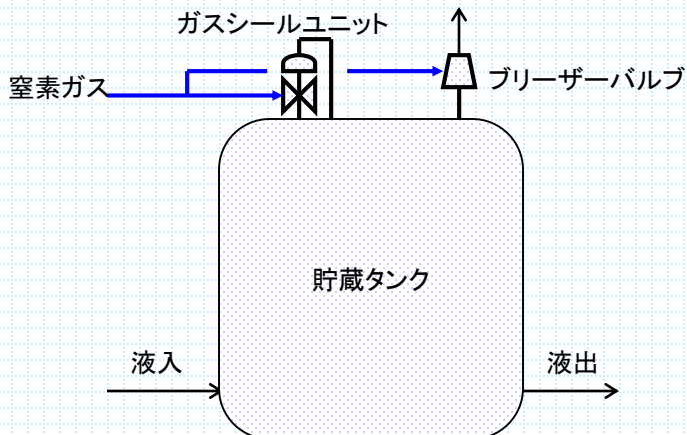 ガスシールユニット
窒素ガス
ブリーザーバルブ
貯蔵タンク
液入
液出